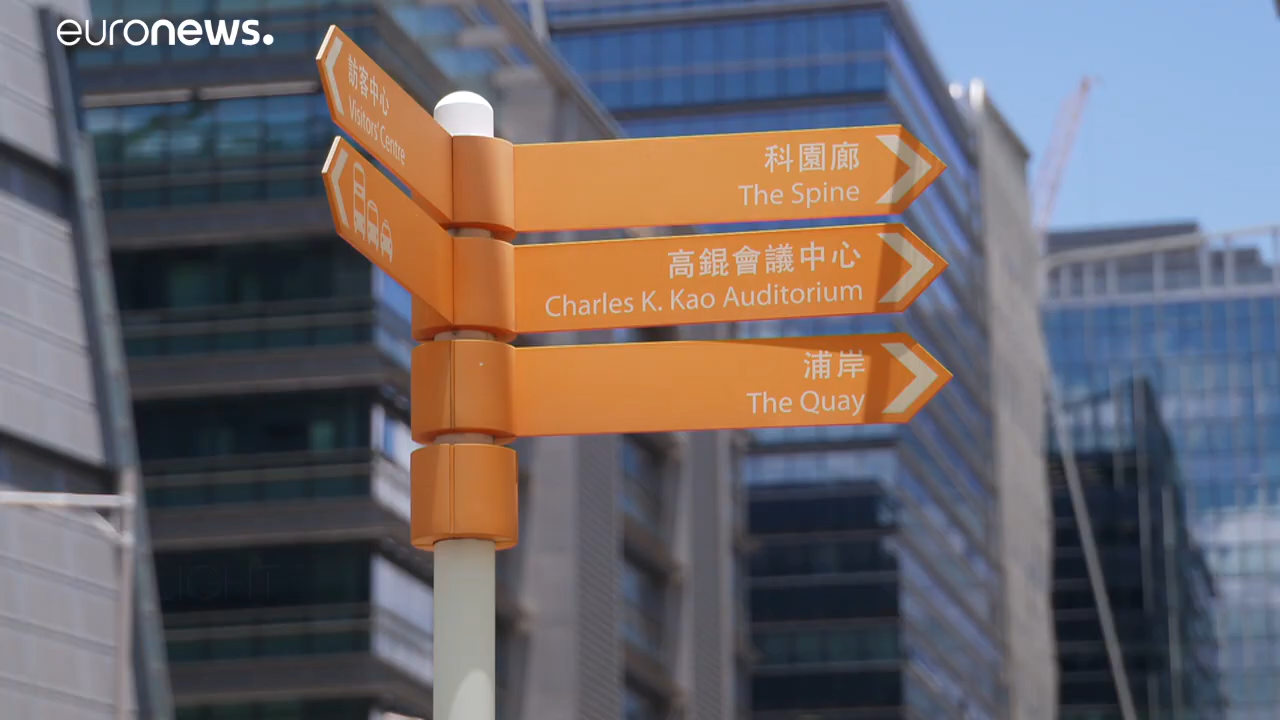 euronews.
訪客中心
Visitors' Centre
科園廊
The Spine
高錕會議中心
Charles K. Kao Auditorium
浦岸
The Quay
LIGHT